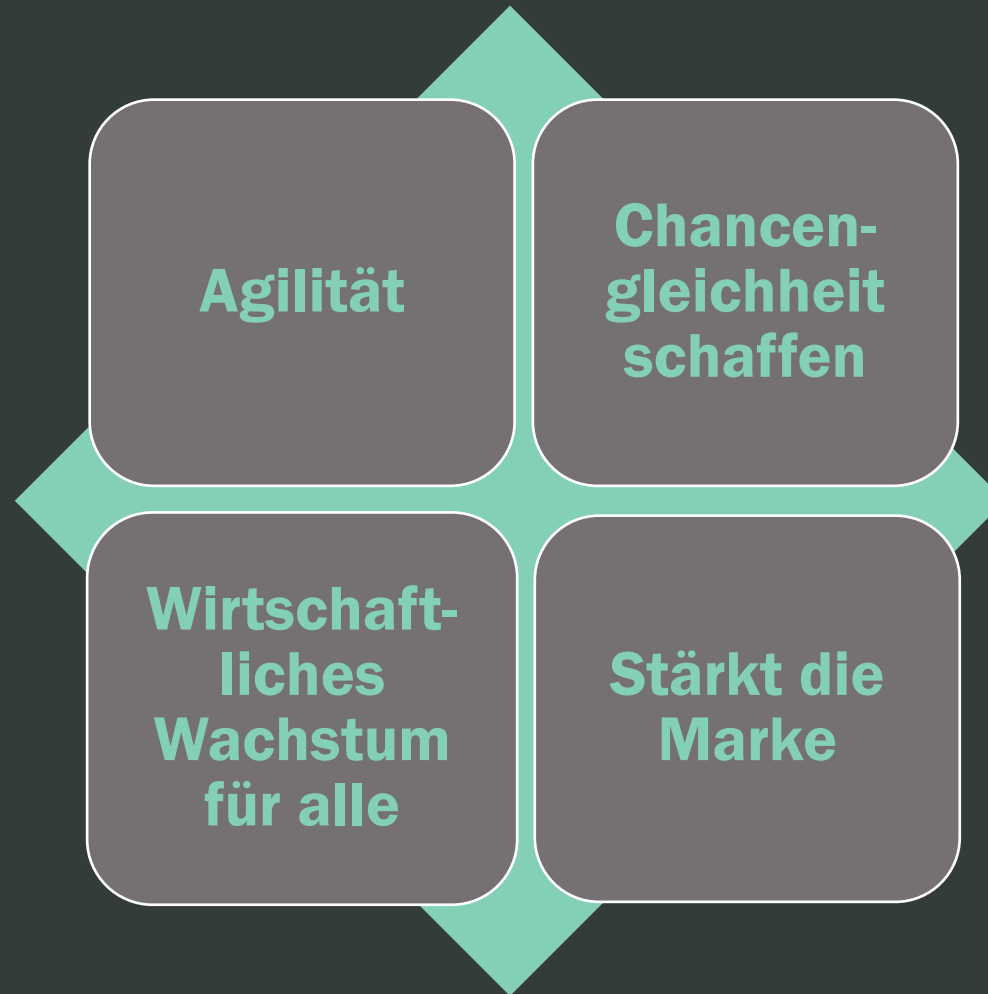 Agilität
Chancen-
gleichheit
schaffen
Wirtschaft-
liches
Wachstum
für alle
Stärkt die
Marke